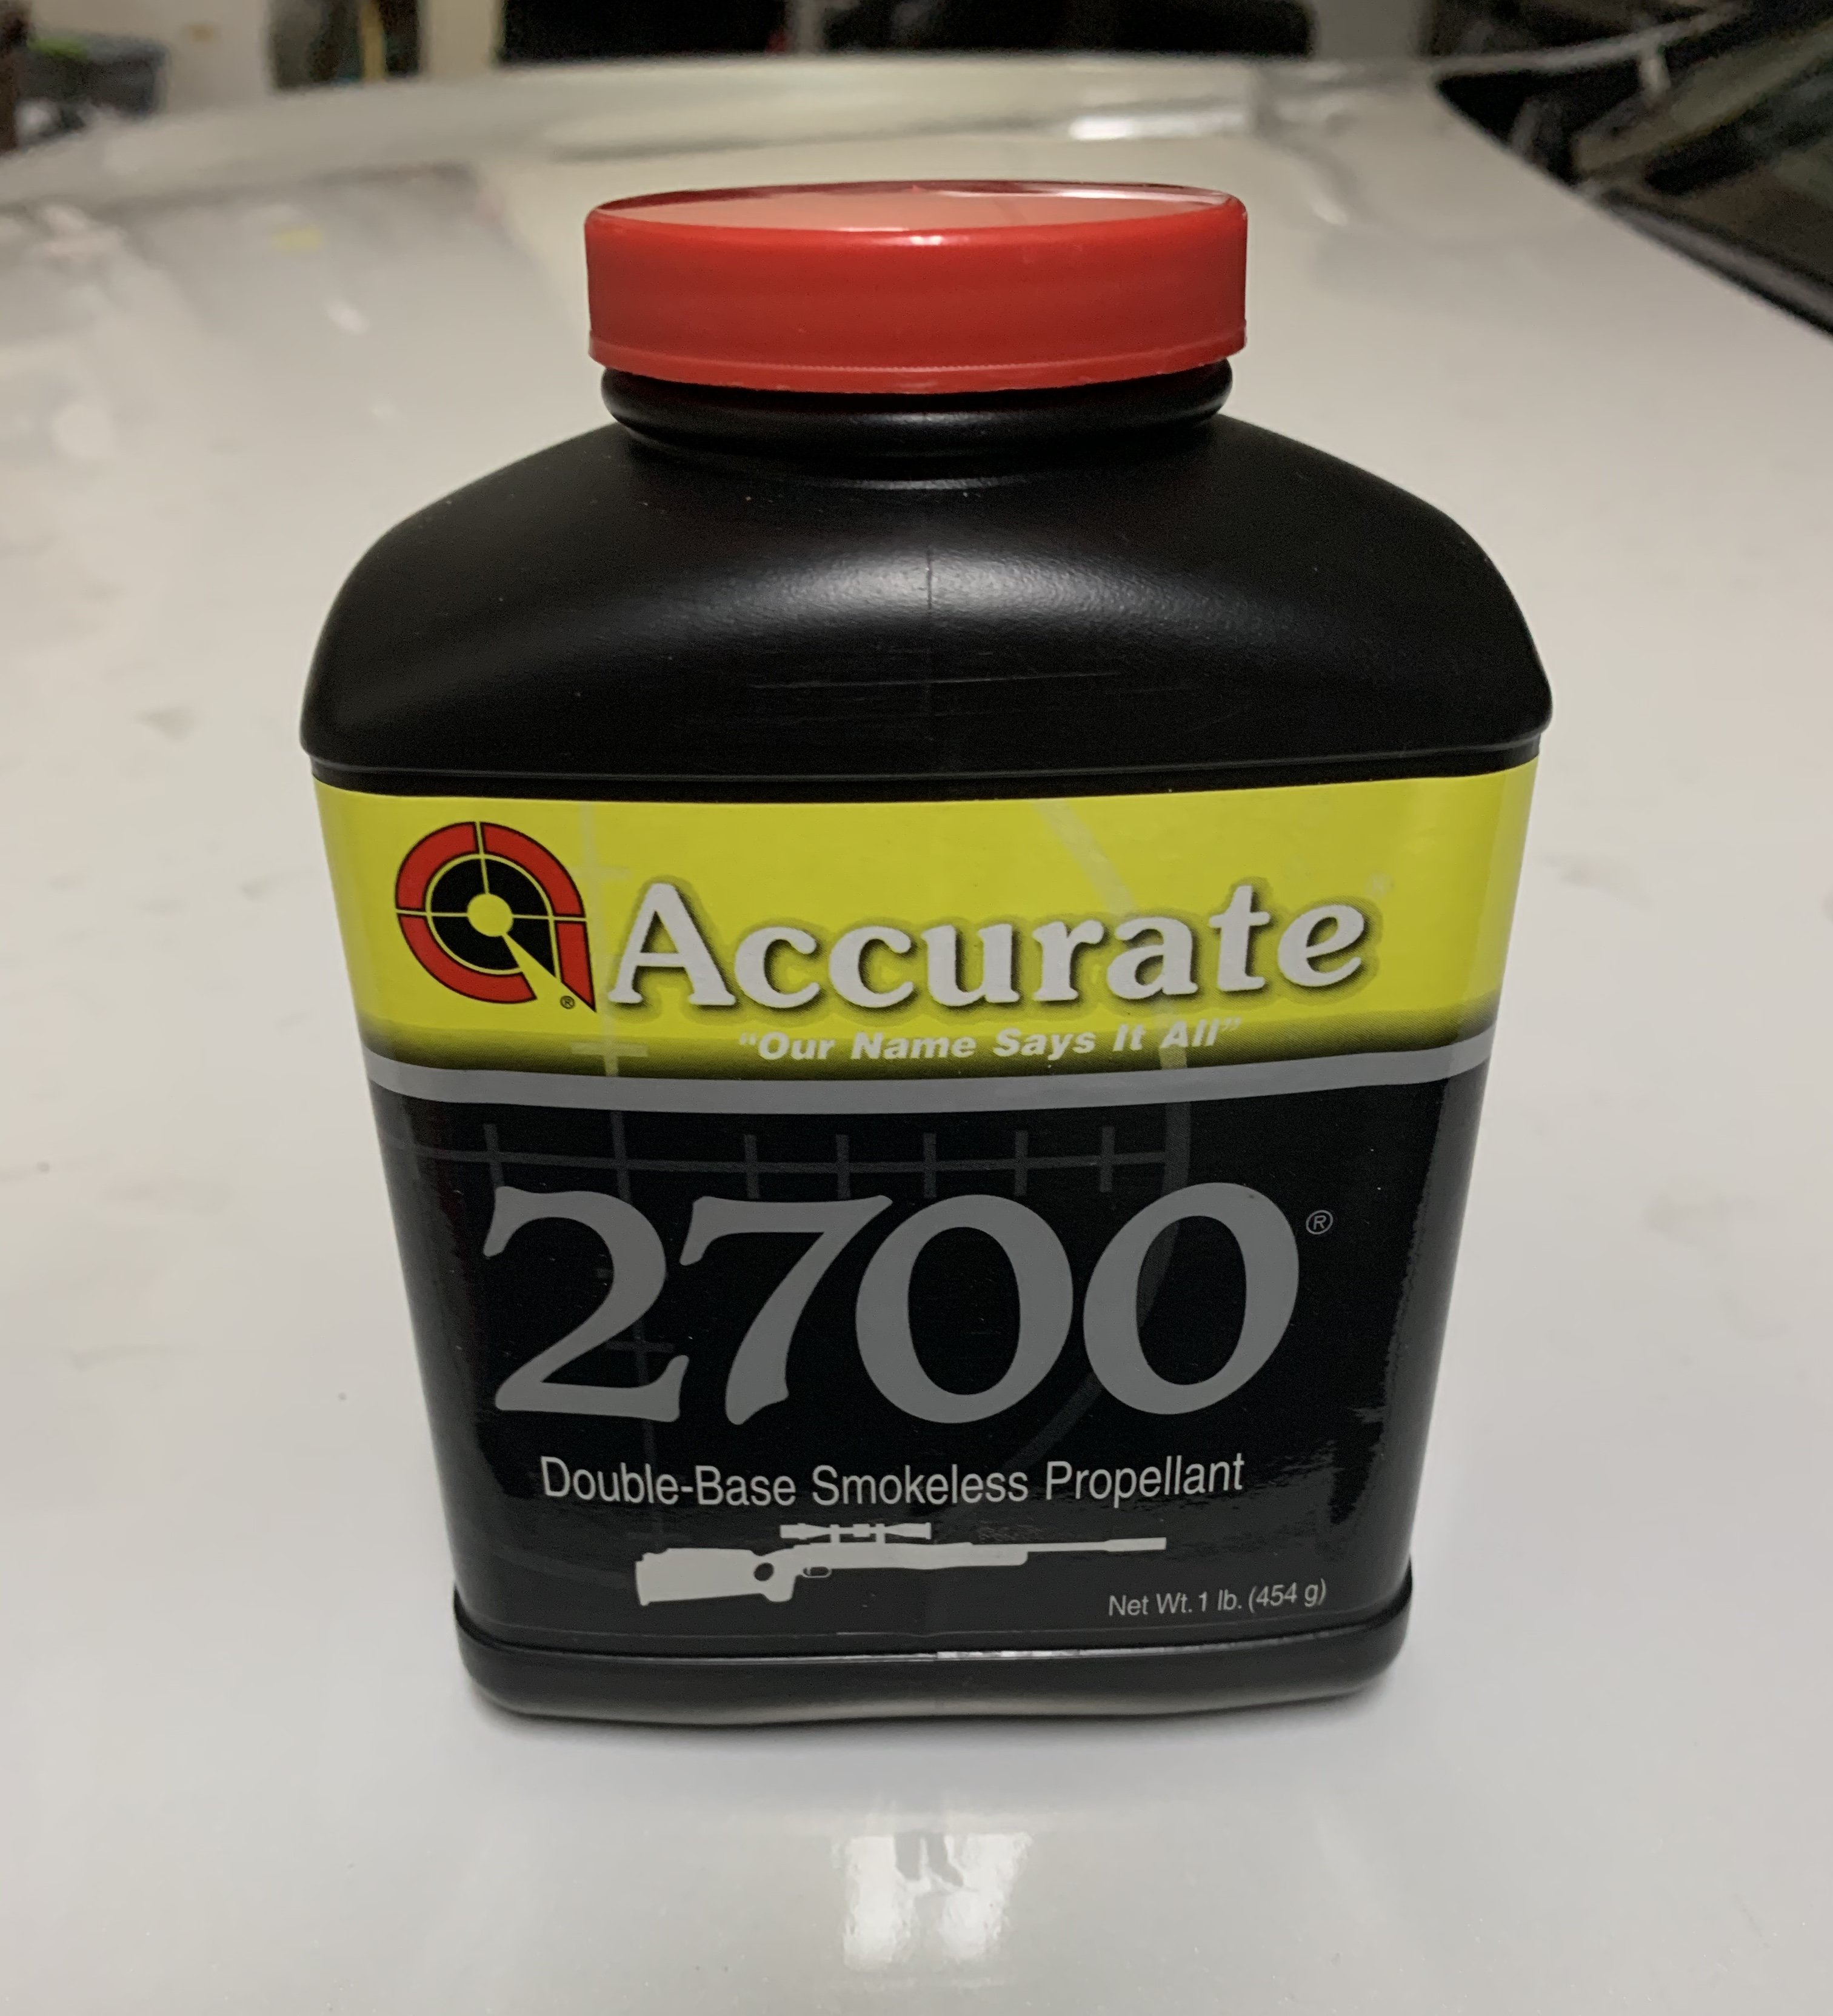 Accurate
"Our Name Says It All"
2700®
Double-Base Smokeless Propellant
Net Wt. 1 lb. (454 g)